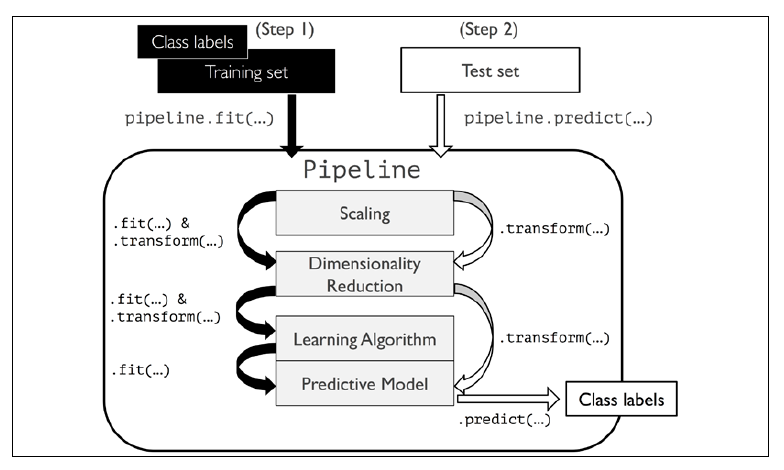 (Step 1)
(Step 2)
Class labels
Training set
Test set
pipeline.fit(…)
pipeline.predict(…)
Pipeline
Scaling
.fit(…) &
.transform(…)
.transform(…)
Dimensionality
Reduction
.fit(…) &
.transform(…)
Learning Algorithm
.transform(…)
.fit(…)
Predictive Model
Class labels
.predict(…)